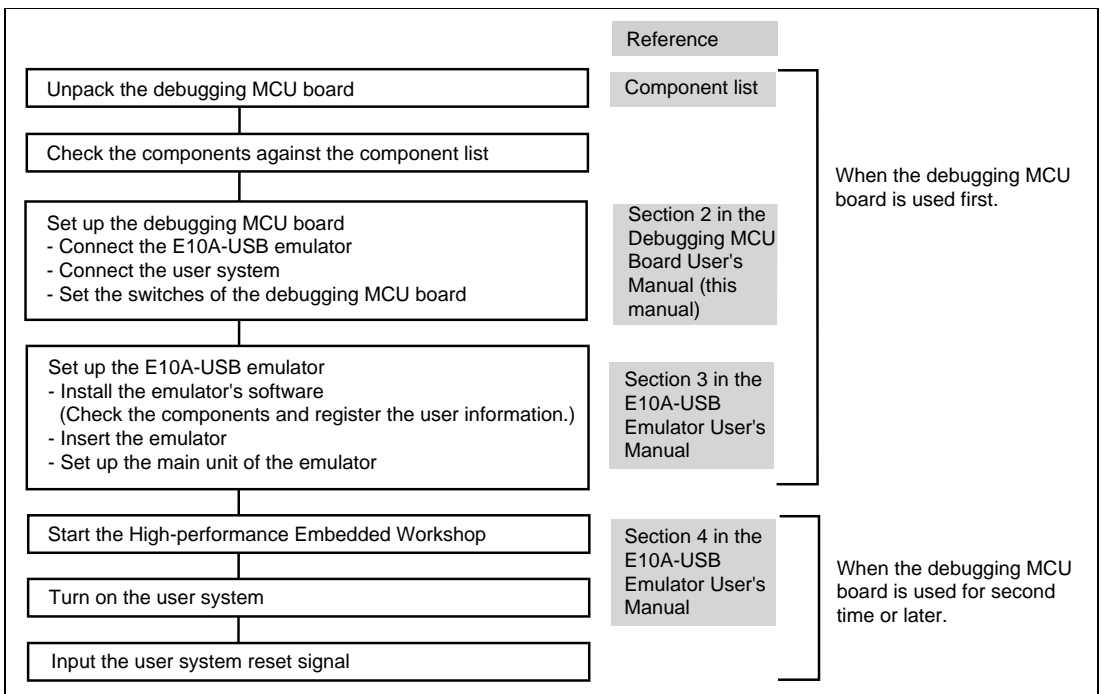 Reference
Unpack the debugging MCU board
Component list
Check the components against the component list
When the debugging MCU
board is used first.
Set up the debugging MCU board
- Connect the E10A-USB emulator
- Connect the user system
- Set the switches of the debugging MCU board
Section 2 in the
Debugging MCU
Board User's
Manual (this
manual)
Set up the E10A-USB emulator
- Install the emulator's software
(Check the components and register the user information.)
- Insert the emulator
- Set up the main unit of the emulator
Section 3 in the
E10A-USB
Emulator User's
Manual
Start the High-performance Embedded Workshop
Section 4 in the
E10A-USB
Emulator User's
Manual
Turn on the user system
When the debugging MCU
board is used for second
time or later.
Input the user system reset signal